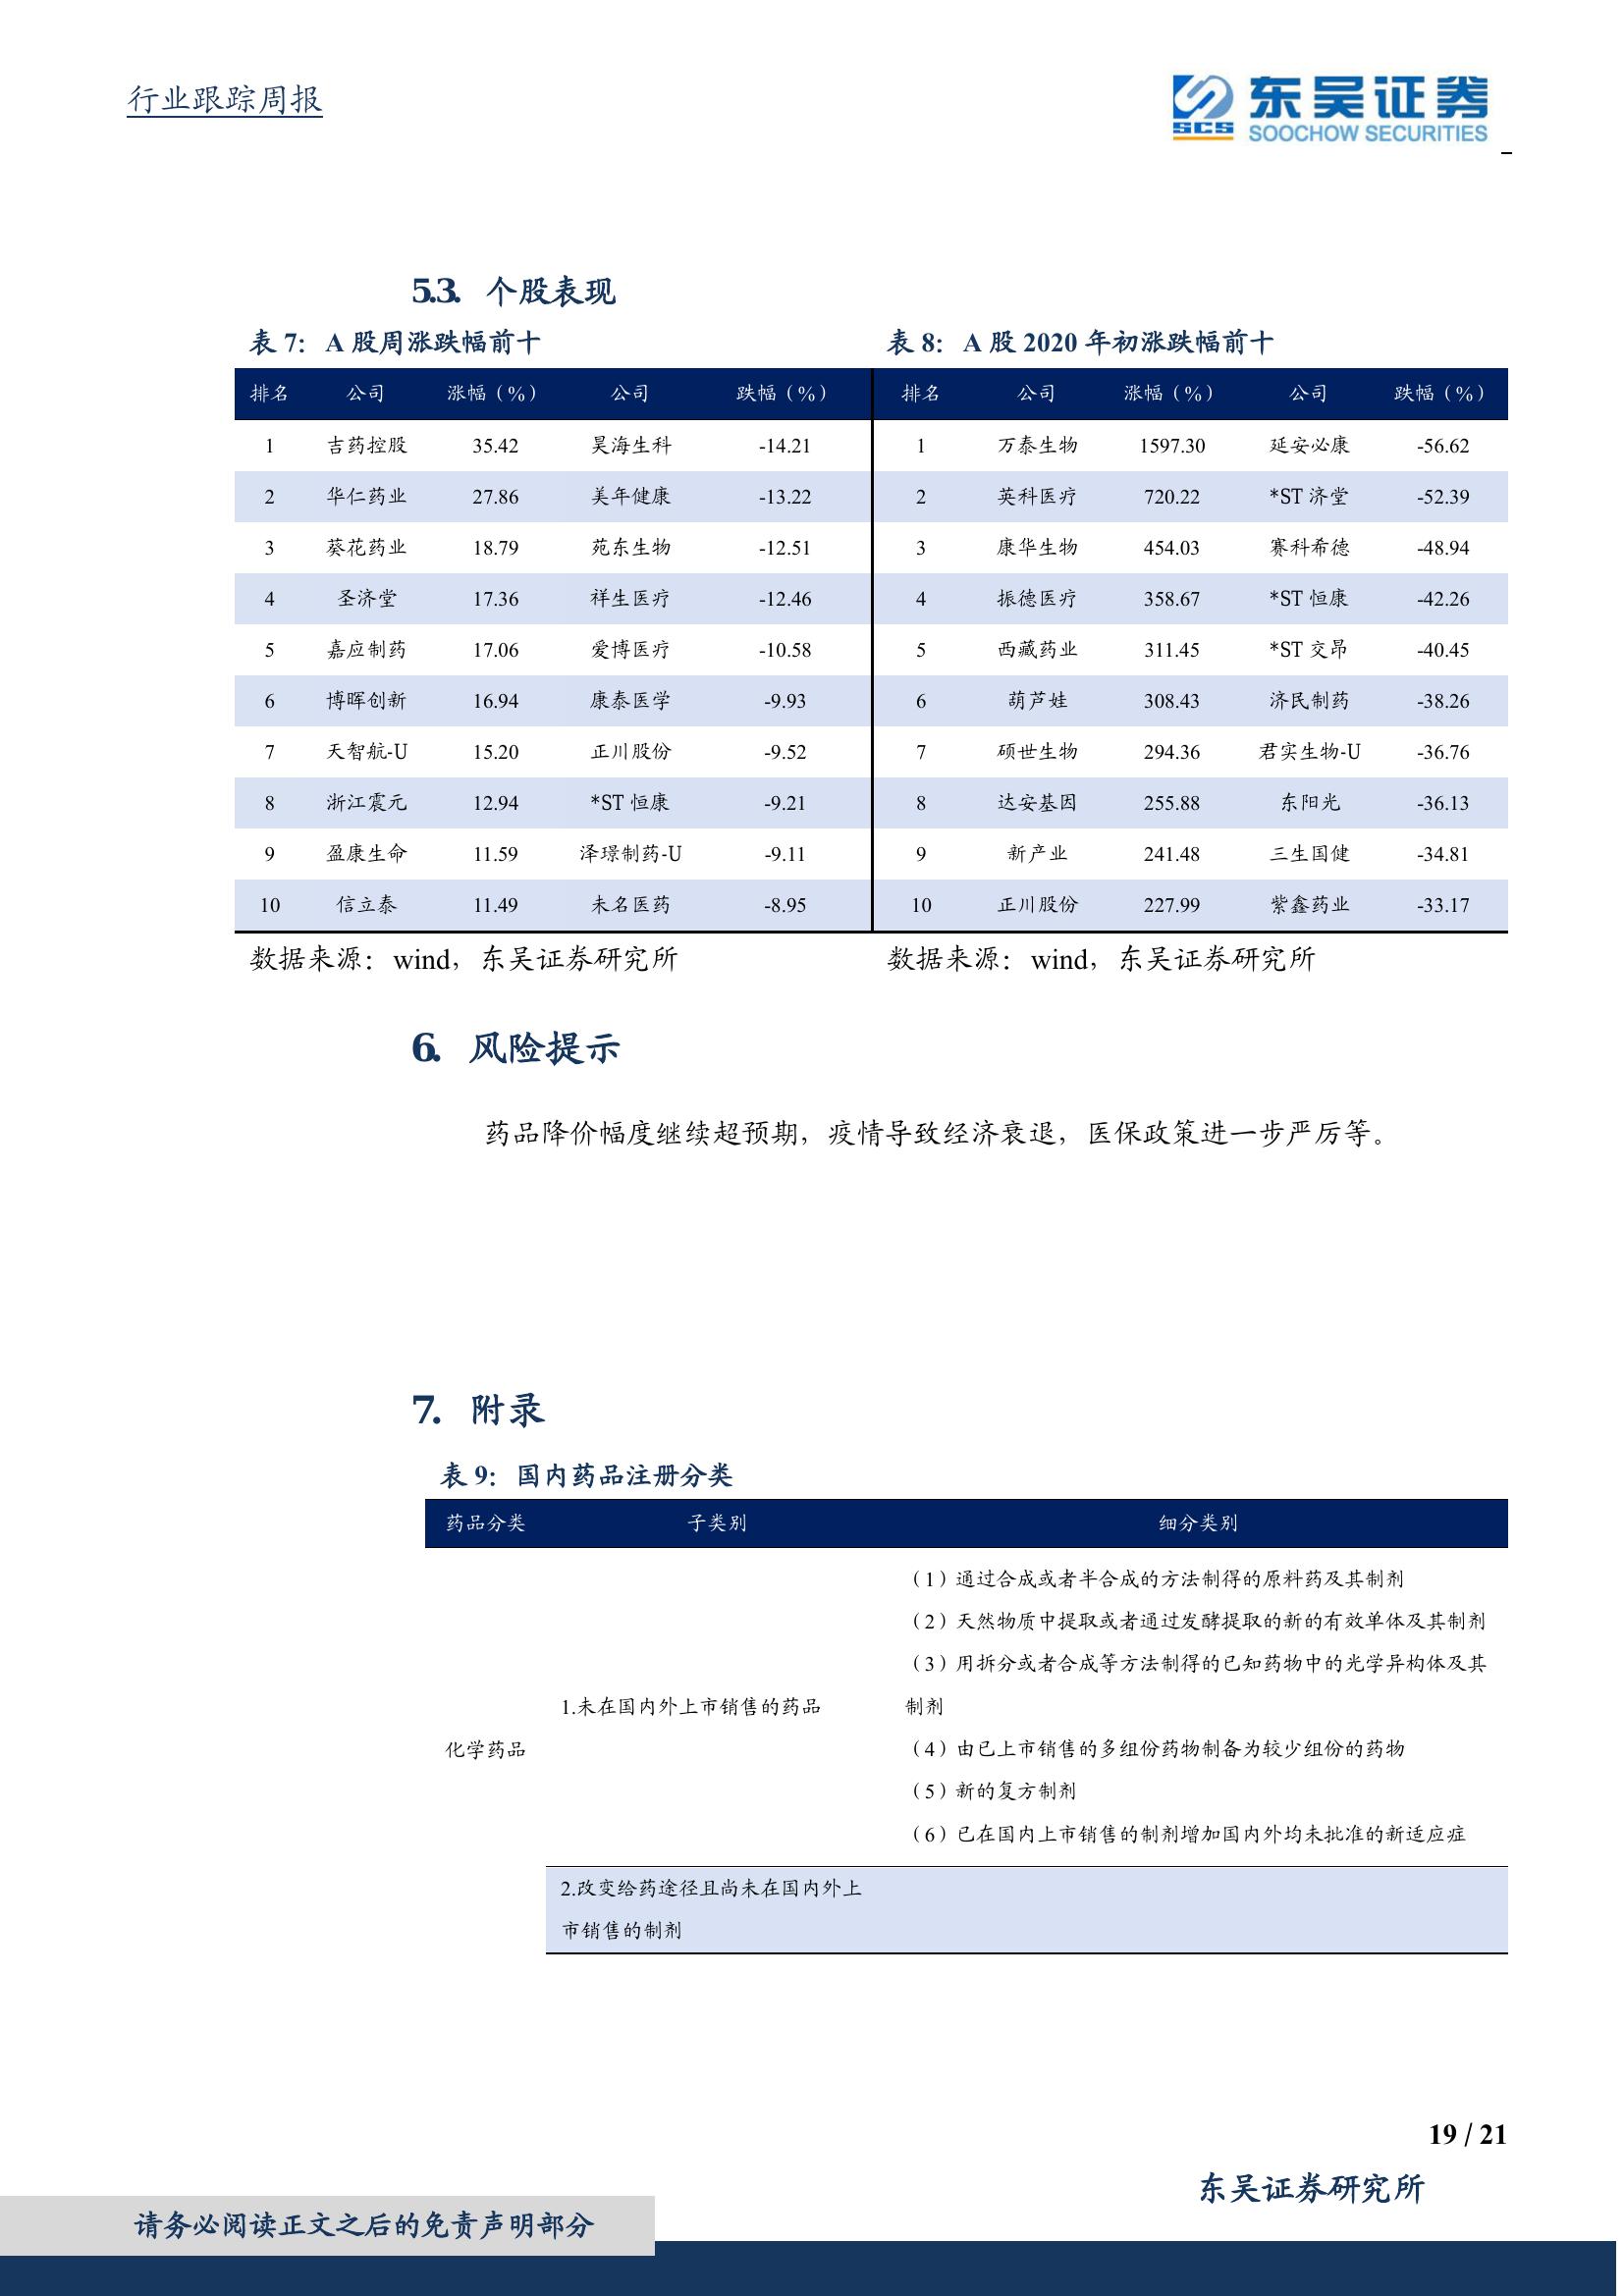 行业跟踪周报
东吴证券
SCS
SOOCHOW SECURITIES
5.3. 个股表现
表 7: A 股周涨跌幅前十
排名 公司 涨幅（%） 公司 跌幅（%）
1 吉药控股 35.42 昊海生科 -14.21
2 华仁药业 27.86 美年健康 -13.22
3 葵花药业 18.79 苑东生物 -12.51
4 圣济堂 17.36 祥生医疗 -12.46
5 嘉应制药 17.06 爱博医疗 -10.58
6 博晖创新 16.94 康泰医学 -9.93
7 天智航-U 15.20 正川股份 -9.52
8 浙江震元 12.94 *ST 恒康 -9.21
9 盈康生命 11.59 泽璟制药-U -9.11
10 信立泰 11.49 未名医药 -8.95
数据来源：wind，东吴证券研究所
表 8: A 股 2020 年初涨跌幅前十
排名 公司 涨幅（%） 公司 跌幅（%）
1 万泰生物 1597.30 延安必康 -56.62
2 英科医疗 720.22 *ST 济堂 -52.39
3 康华生物 454.03 赛科希德 -48.94
4 振德医疗 358.67 *ST 恒康 -42.26
5 西藏药业 311.45 *ST 交昂 -40.45
6 葫芦娃 308.43 济民制药 -38.26
7 硕世生物 294.36 君实生物-U -36.76
8 达安基因 255.88 东阳光 -36.13
9 新产业 241.48 三生国健 -34.81
10 正川股份 227.99 紫鑫药业 -33.17
数据来源：wind，东吴证券研究所
6. 风险提示
药品降价幅度继续超预期，疫情导致经济衰退，医保政策进一步严厉等。
7. 附录
表 9: 国内药品注册分类
药品分类 子类别 细分类别
化学药品
1.未在国内外上市销售的药品
（1）通过合成或者半合成的方法制得的原料药及其制剂
（2）天然物质中提取或者通过发酵提取的新的有效单体及其制剂
（3）用拆分或者合成等方法制得的已知药物中的光学异构体及其
制剂
（4）由已上市销售的多组份药物制备为较少组份的药物
（5）新的复方制剂
（6）已在国内上市销售的制剂增加国内外均未批准的新适应症
2.改变给药途径且尚未在国内外上
市销售的制剂
19 / 21
东吴证券研究所
请务必阅读正文之后的免责声明部分